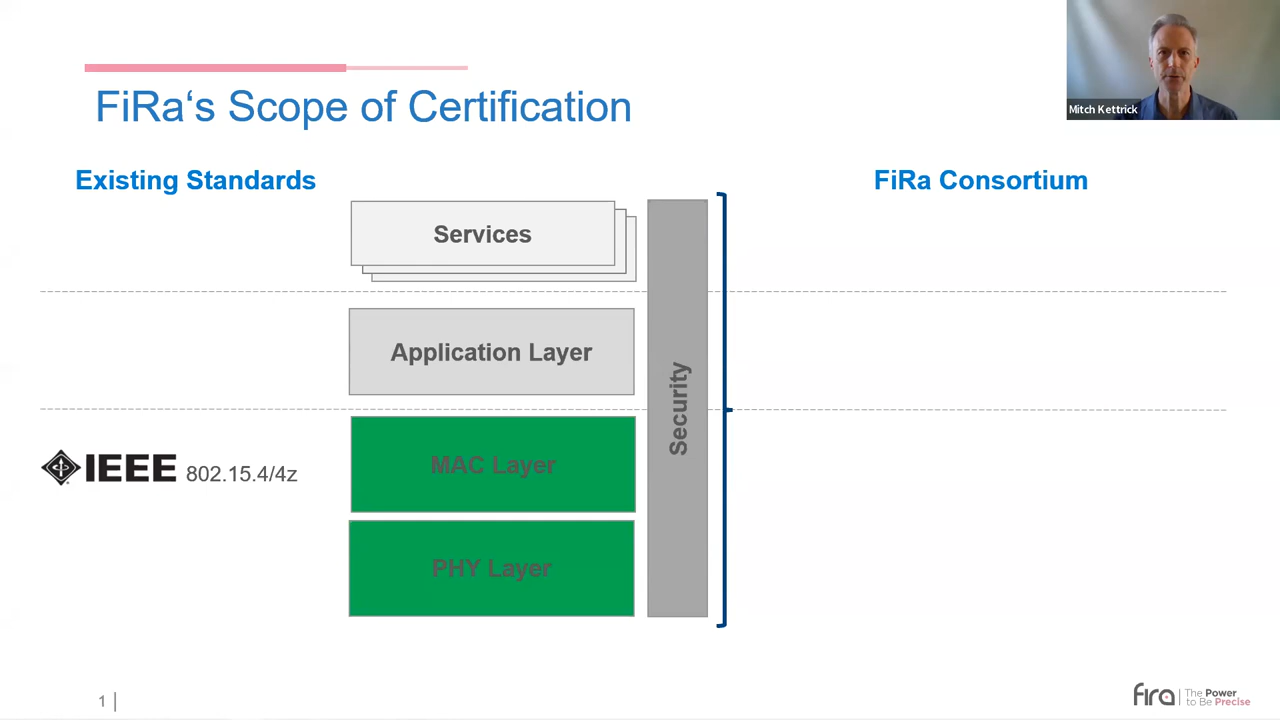 Mitch Kettrick
FiRa‘s Scope of Certification
Existing Standards
FiRa Consortium
Services
Application Layer
Security
IEEE 802.15.4/4z
MAC Layer
PHY Layer
1
fira The Power
to Be Precise